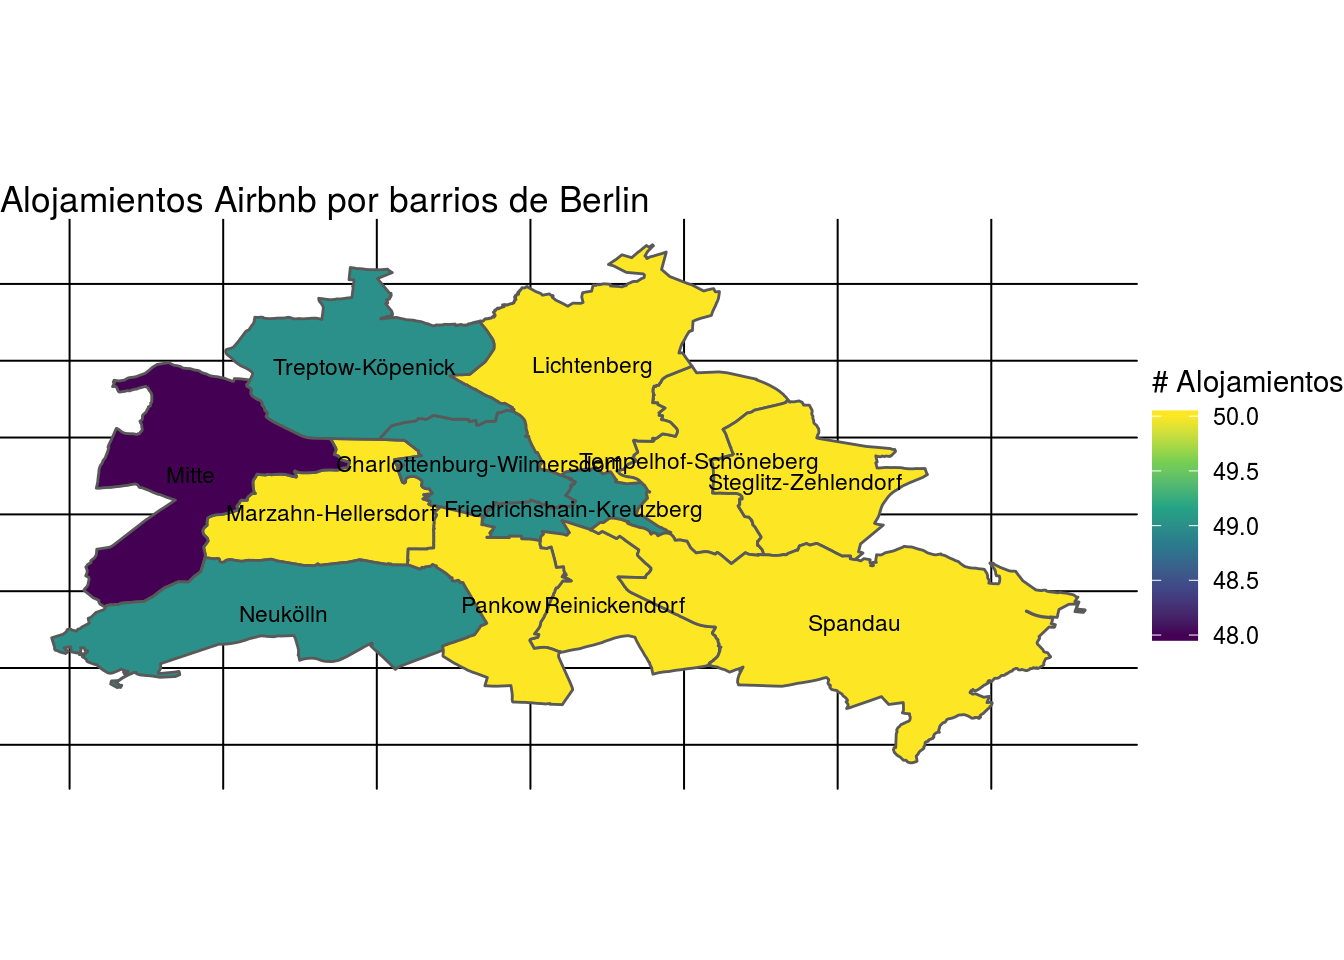 Alojamientos Airbnb por barrios de Berlin
Treptow-Köpenick
Lichtenberg
Charlottenburg-Wilmersdorf
Tempelhof-Schöneberg
Mitte
Steglitz-Zehlendorf
Marzahn-Hellersdorf
Friedrichshain-Kreuzberg
Neukölln
Pankow
Reinickendorf
Spandau
# Alojamientos
50.0
49.5
49.0
48.5
48.0